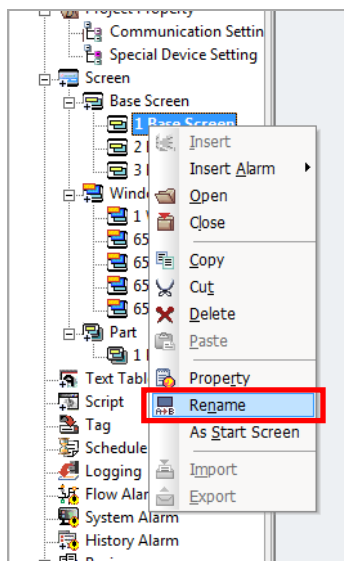 Project Property
Communication Settin
Special Device Setting
Screen
Base Screen
1 Base Screen
2
3
Windo
1
65
65
65
65
Part
1
Text Tabl
Script
Tag
Schedule
Logging
Flow Alar
System Alarm
History Alarm
Insert
Insert Alarm
Open
Close
Copy
Cut
Delete
Paste
Property
A↔B
Rename
As Start Screen
Import
Export